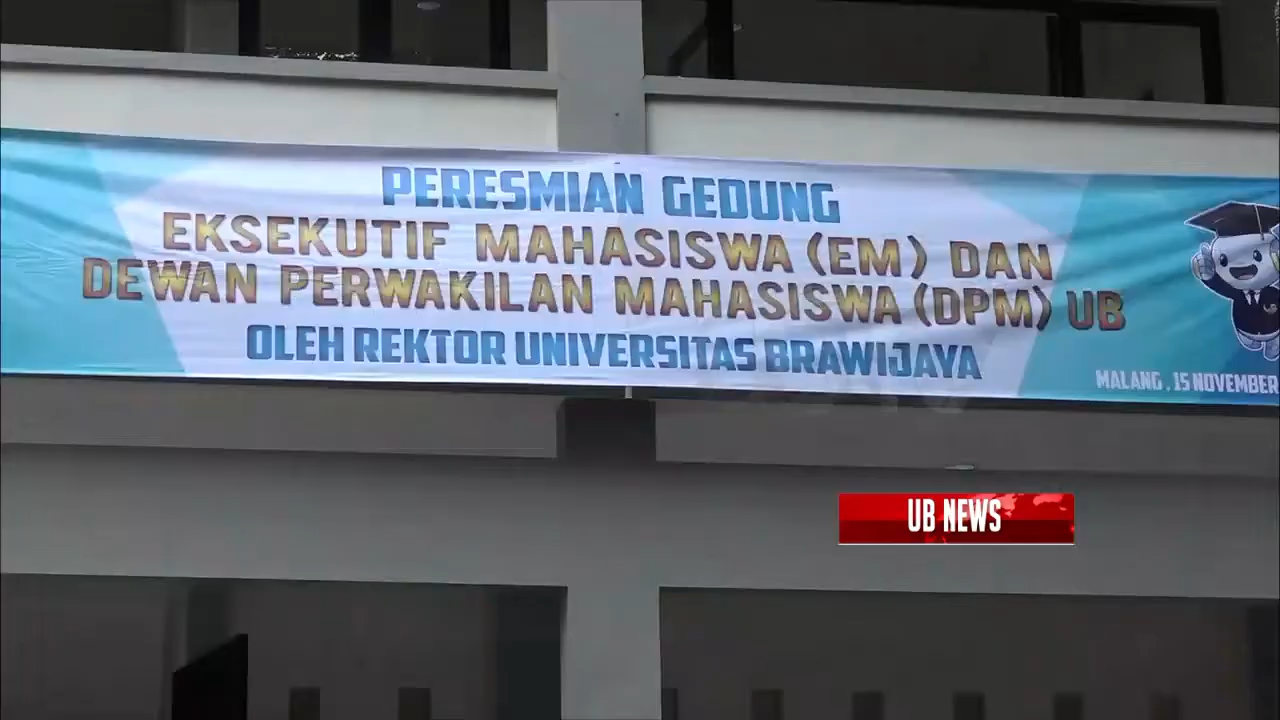 PERESMIAN GEDUNG
EKSEKUTIF MAHASISWA (EM) DAN
DEWAN PERWAKILAN MAHASISWA (DPM) UB
OLEH REKTOR UNIVERSITAS BRAWIJAYA
MALANG , 15 NOVEMBER
UB NEWS